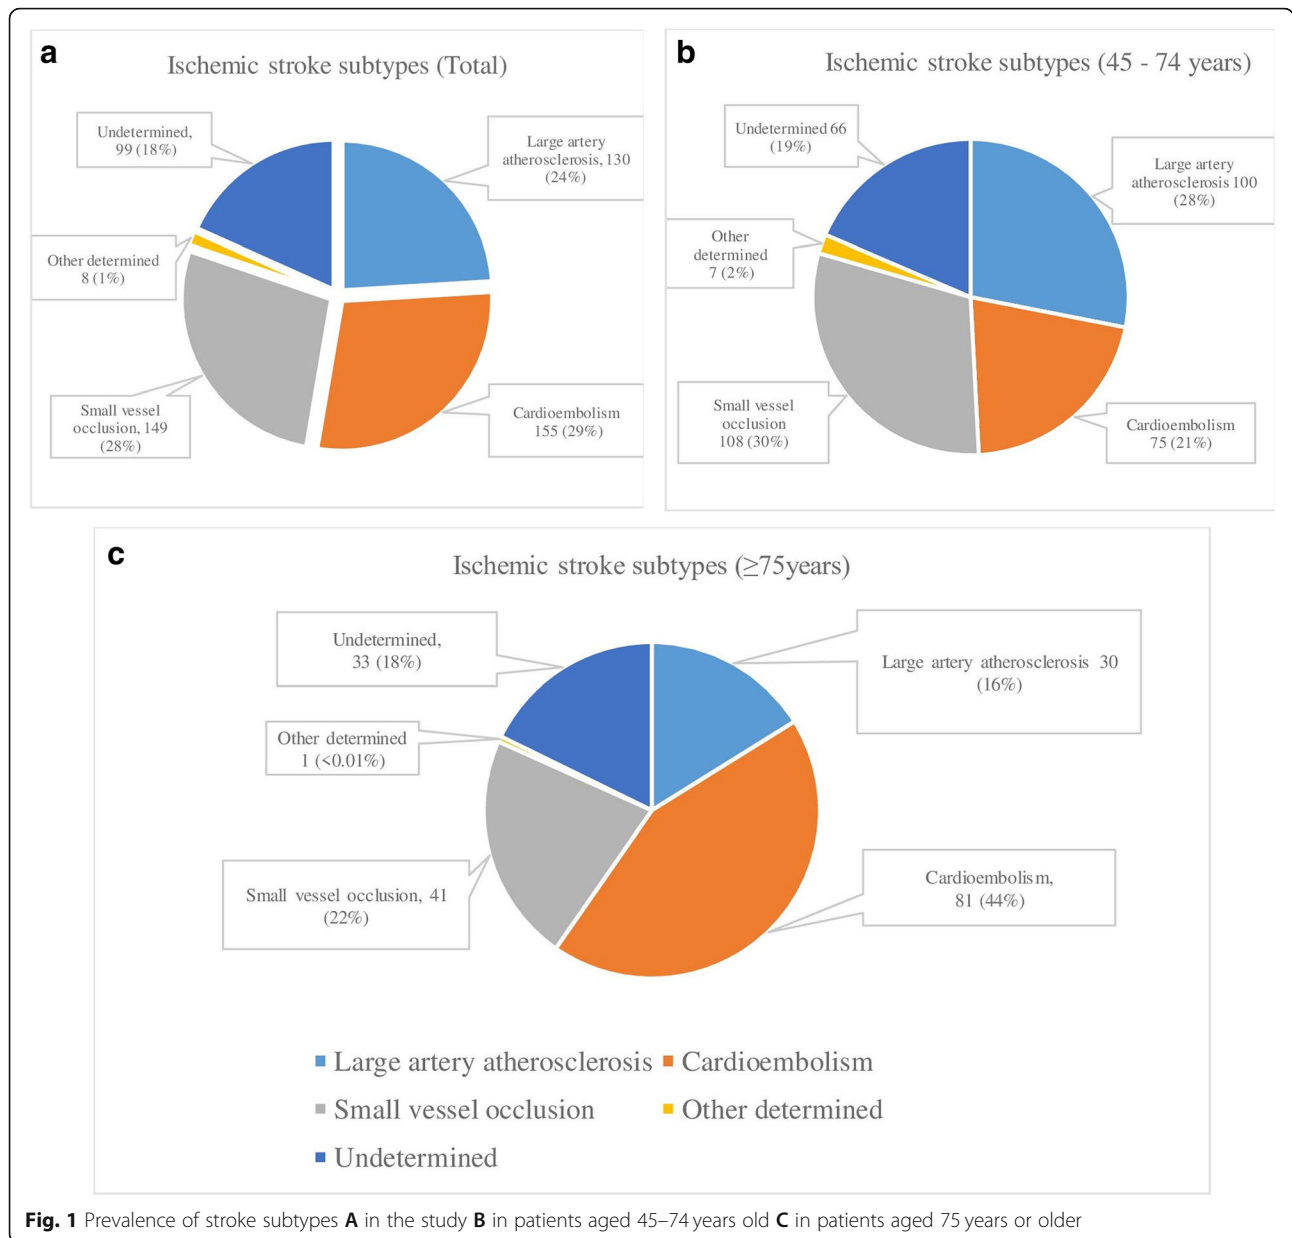 a
Ischemic stroke subtypes (Total)
Undetermined,
99 (18%)
Large artery
atherosclerosis, 130
(24%)
Other determined
8 (1%)
Small vessel
occlusion, 149
(28%)
Cardioembolism
155 (29%)
b
Ischemic stroke subtypes (45 - 74 years)
Undetermined 66
(19%)
Large artery
atherosclerosis 100
(28%)
Other
determined
7 (2%)
Small vessel
occlusion
108 (30%)
Cardioembolism
75 (21%)
c
Ischemic stroke subtypes (≥75years)
Undetermined,
33 (18%)
Large artery atherosclerosis 30
(16%)
Other determined
1 (<0.01%)
Small vessel occlusion, 41
(22%)
Cardioembolism,
81 (44%)
Large artery atherosclerosis
Cardioembolism
Small vessel occlusion
Other determined
Undetermined
Fig. 1 Prevalence of stroke subtypes A in the study B in patients aged 45–74 years old C in patients aged 75 years or older